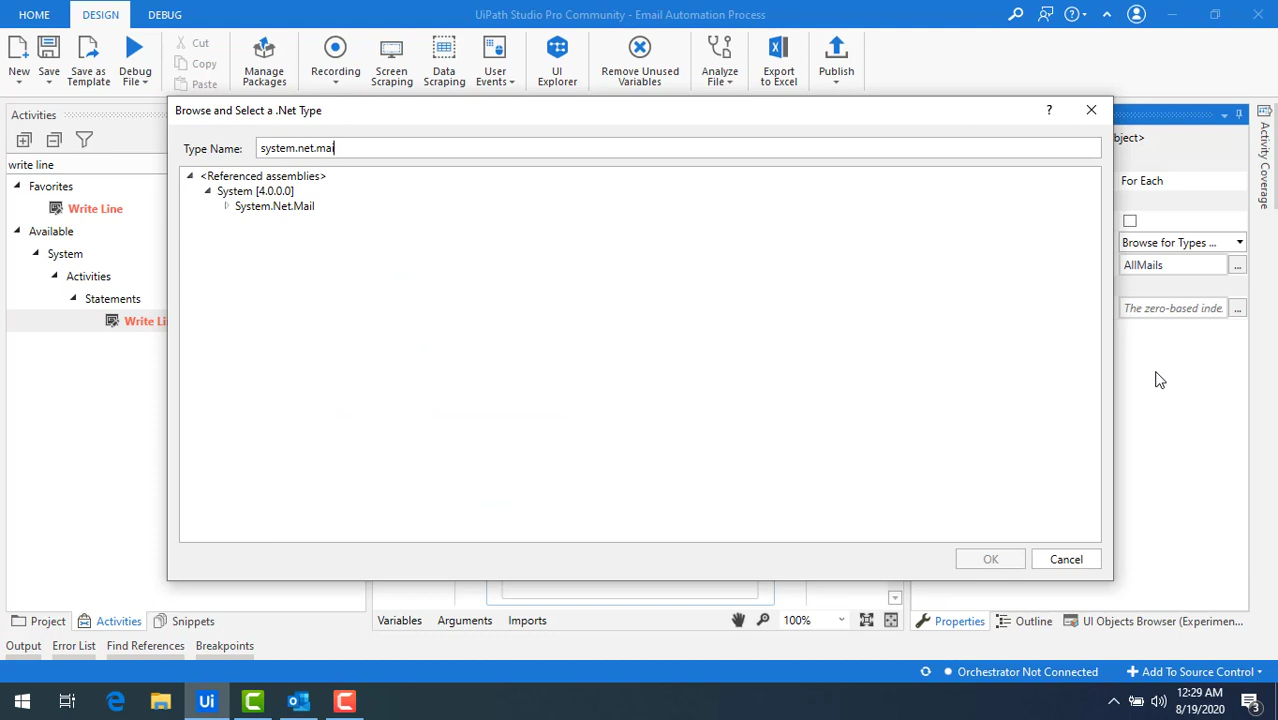 HOME DESIGN DEBUG UiPath Studio Pro Community - Email Automation Process
New Save Save as Template Debug File Cut Copy Paste Manage Packages Recording Screen Scraping Data Scraping User Events UI Explorer Remove Unused Variables Analyze File Export to Excel Publish
Activities
Browse and Select a .Net Type ?
bject>
Type Name: system.net.mai
write line
Favorites
Write Line
Available
System
Activities
Statements
Write Li
<Referenced assemblies>
System [4.0.0.0]
System.Net.Mail
For Each
Browse for Types ...
AllMails ...
The zero-based inde. ...
Activity Coverage
OK Cancel
Project Activities Snippets
Variables Arguments Imports 100%
Properties Outline UI Objects Browser (Experimen...
Output Error List Find References Breakpoints
Orchestrator Not Connected Add To Source Control
Ui
12:29 AM
8/19/2020
3